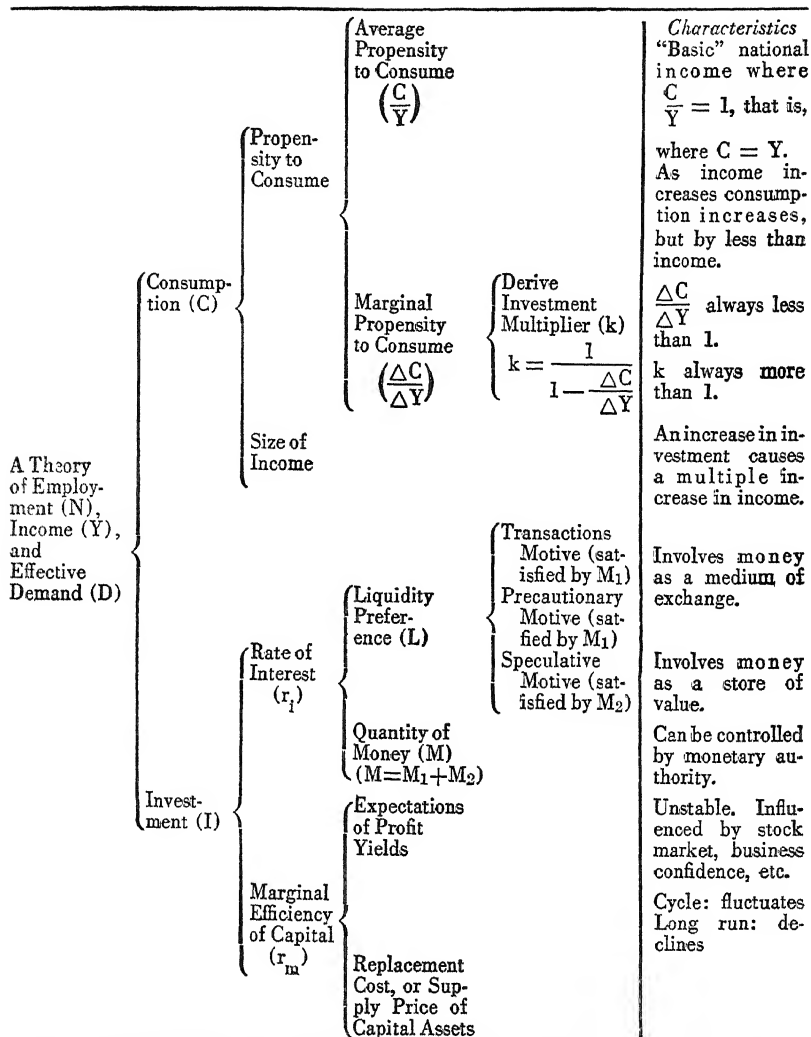 Average
Propensity
to Consume
(C/Y)
Propen-
sity to
Consume
Consump-
tion (C)
Marginal
Propensity
to Consume
(△C/△Y)
Derive
Investment
Multiplier (k)
k = 1/(1 — △C/△Y)
Size of
Income
A Theory
of Employ-
ment (N),
Income (Y),
and
Effective
Demand (D)
Transactions
Motive (sat-
isfied by M₁)
Precautionary
Motive (sat-
fied by M₁)
Speculative
Motive (sat-
isfied by M₂)
Liquidity
Prefer-
ence (L)
Rate of
Interest
(r_i)
Quantity of
Money (M)
(M=M₁+M₂)
Invest-
ment (I)
Expectations
of Profit
Yields
Marginal
Efficiency
of Capital
(r_m)
Replacement
Cost, or Sup-
ply Price of
Capital Assets
Characteristics
"Basic" national
income where
C/Y = 1, that is,
where C = Y.
As income in-
creases consump-
tion increases,
but by less than
income.
△C/△Y always less
than 1.
k always more
than 1.
An increase in in-
vestment causes
a multiple in-
crease in income.
Involves money
as a medium of
exchange.
Involves money
as a store of
value.
Can be controlled
by monetary au-
thority.
Unstable. Influ-
enced by stock
market, business
confidence, etc.
Cycle: fluctuates
Long run: de-
clines